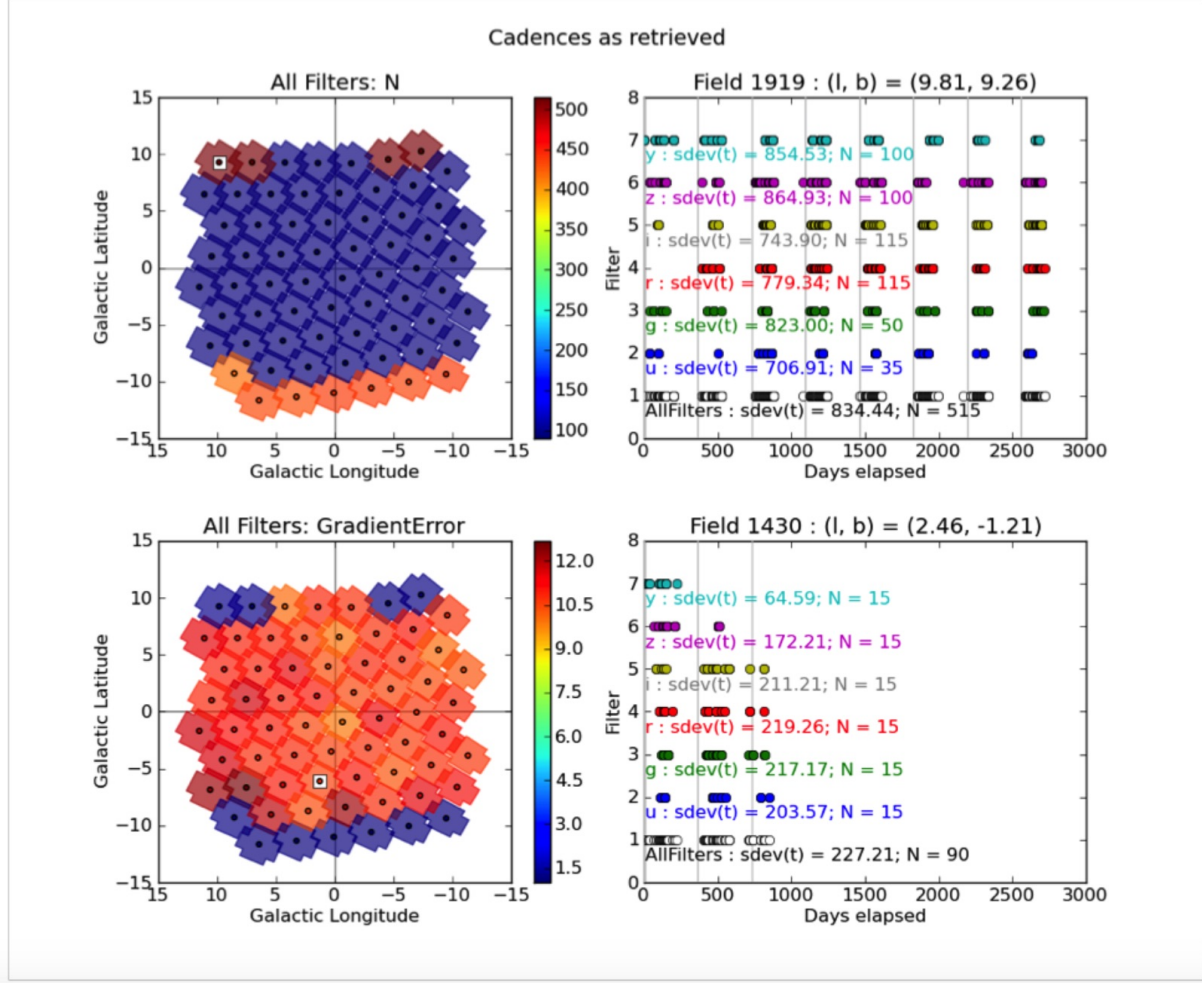 Cadences as retrieved
All Filters: N
15
10
5
0
−5
−10
−15
15
10
5
0
−5
−10
−15
Galactic Latitude
Galactic Longitude
500
450
400
350
300
250
200
150
100
Field 1919 : (l, b) = (9.81, 9.26)
8
7
6
5
4
3
2
1
0
Filter
y : sdev(t) = 854.53; N = 100
z : sdev(t) = 864.93; N = 100
i : sdev(t) = 743.90; N = 115
r : sdev(t) = 779.34; N = 115
g : sdev(t) = 823.00; N = 50
u : sdev(t) = 706.91; N = 35
AllFilters : sdev(t) = 834.44; N = 515
0
500
1000
1500
2000
2500
3000
Days elapsed
All Filters: GradientError
15
10
5
0
−5
−10
−15
15
10
5
0
−5
−10
−15
Galactic Latitude
Galactic Longitude
12.0
10.5
9.0
7.5
6.0
4.5
3.0
1.5
Field 1430 : (l, b) = (2.46, -1.21)
8
7
6
5
4
3
2
1
0
Filter
y : sdev(t) = 64.59; N = 15
z : sdev(t) = 172.21; N = 15
i : sdev(t) = 211.21; N = 15
r : sdev(t) = 219.26; N = 15
g : sdev(t) = 217.17; N = 15
u : sdev(t) = 203.57; N = 15
AllFilters : sdev(t) = 227.21; N = 90
0
500
1000
1500
2000
2500
3000
Days elapsed